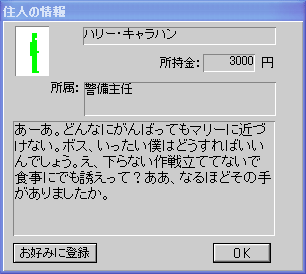 住人の情報
ハリー・キャラハン
所持金: 3000 円
所属: 警備主任
あーあ。どんなにがんばってもマリーに近づ
けない。ボス、いったい僕はどうすればいい
んでしょう。え、下らない作戦立ててないで
食事にでも誘えって？ああ、なるほどその手
がありましたか。
お好みに登録
OK